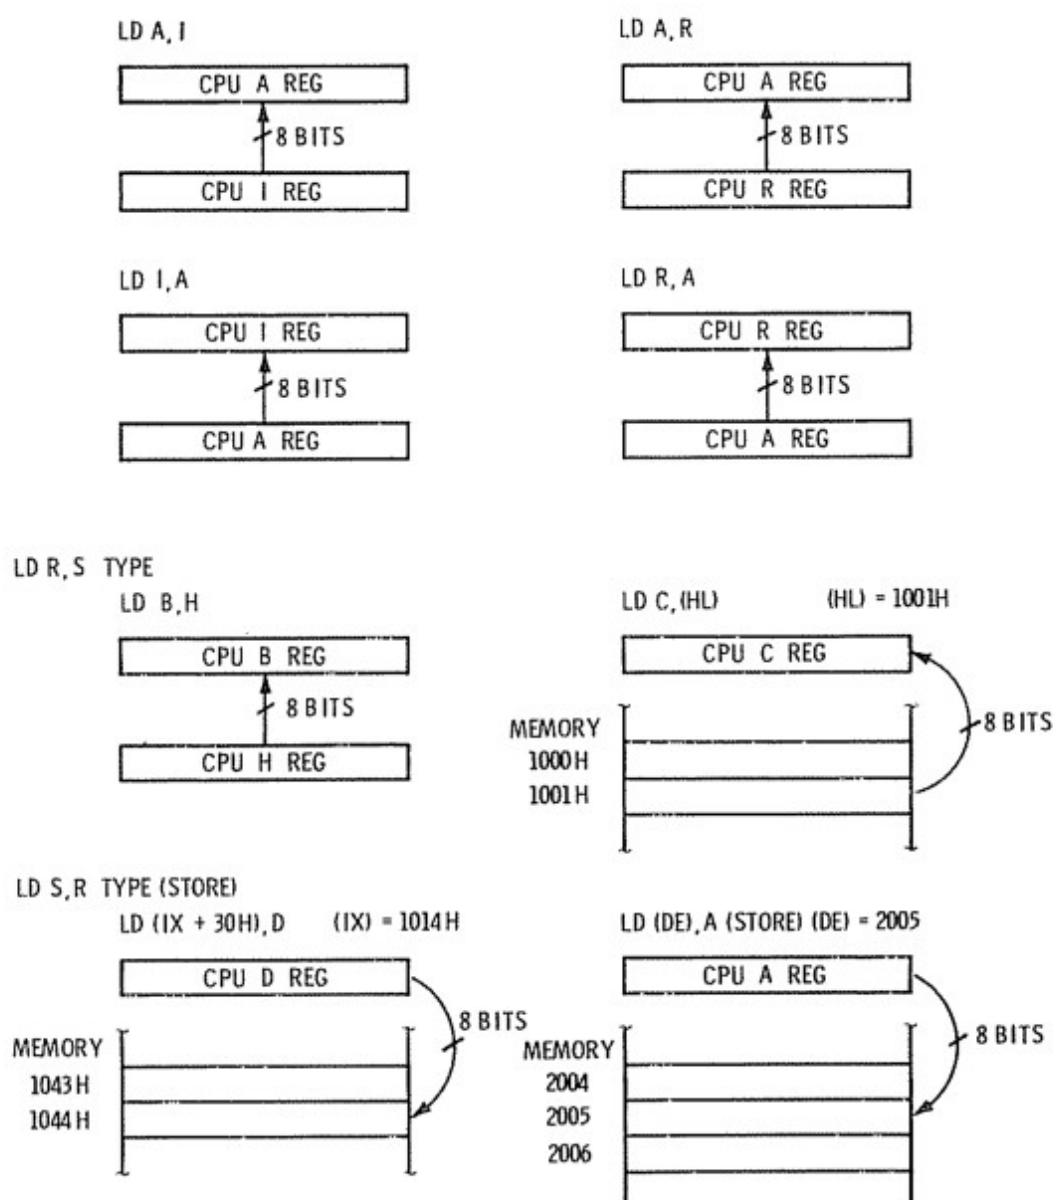 LD A, I
CPU A REG
8 BITS
CPU I REG
LD A, R
CPU A REG
8 BITS
CPU R REG
LD I, A
CPU I REG
8 BITS
CPU A REG
LD R, A
CPU R REG
8 BITS
CPU A REG
LD R, S TYPE
LD B, H
CPU B REG
8 BITS
CPU H REG
LD C, (HL) (HL) = 1001H
CPU C REG
8 BITS
MEMORY
1000H
1001H
LD S, R TYPE (STORE)
LD (IX + 30H), D (IX) = 1014H
CPU D REG
8 BITS
MEMORY
1043H
1044H
LD (DE), A (STORE) (DE) = 2005
CPU A REG
8 BITS
MEMORY
2004
2005
2006